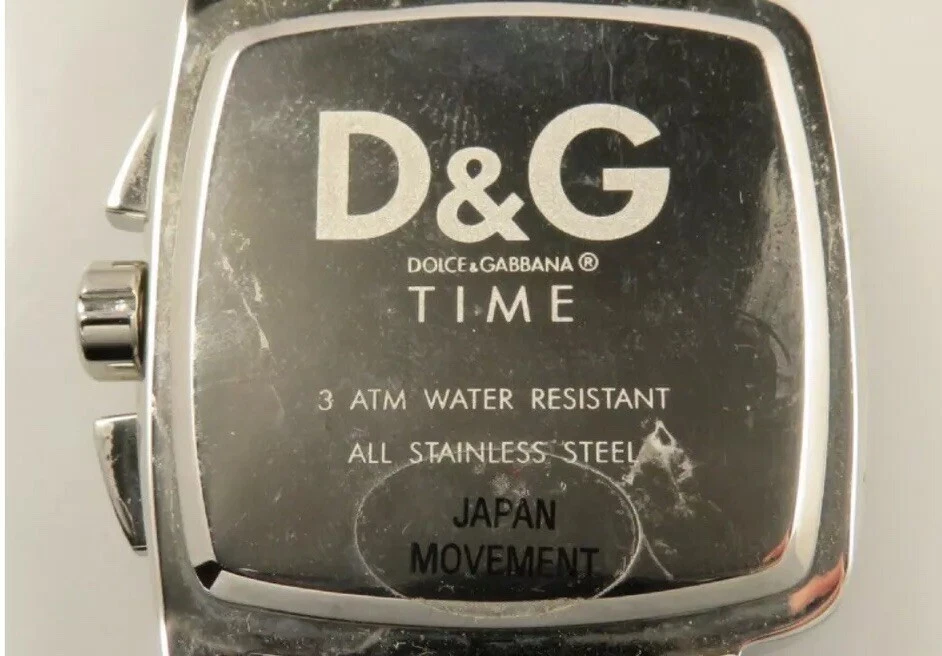 D&G
DOLCE&GABBANA®
TIME
3 ATM WATER RESISTANT
ALL STAINLESS STEEL
JAPAN
MOVEMENT